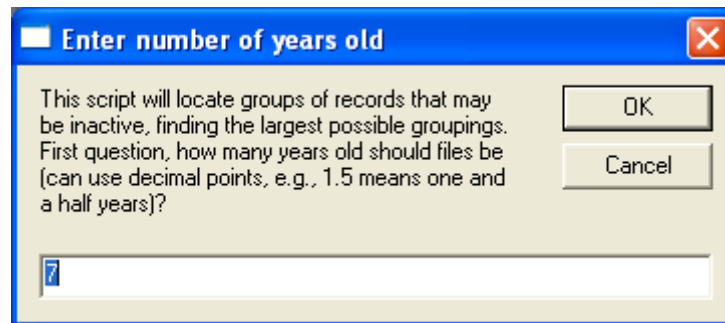 Enter number of years old
This script will locate groups of records that may
be inactive, finding the largest possible groupings.
First question, how many years old should files be
(can use decimal points, e.g., 1.5 means one and
a half years)?
OK
Cancel
7